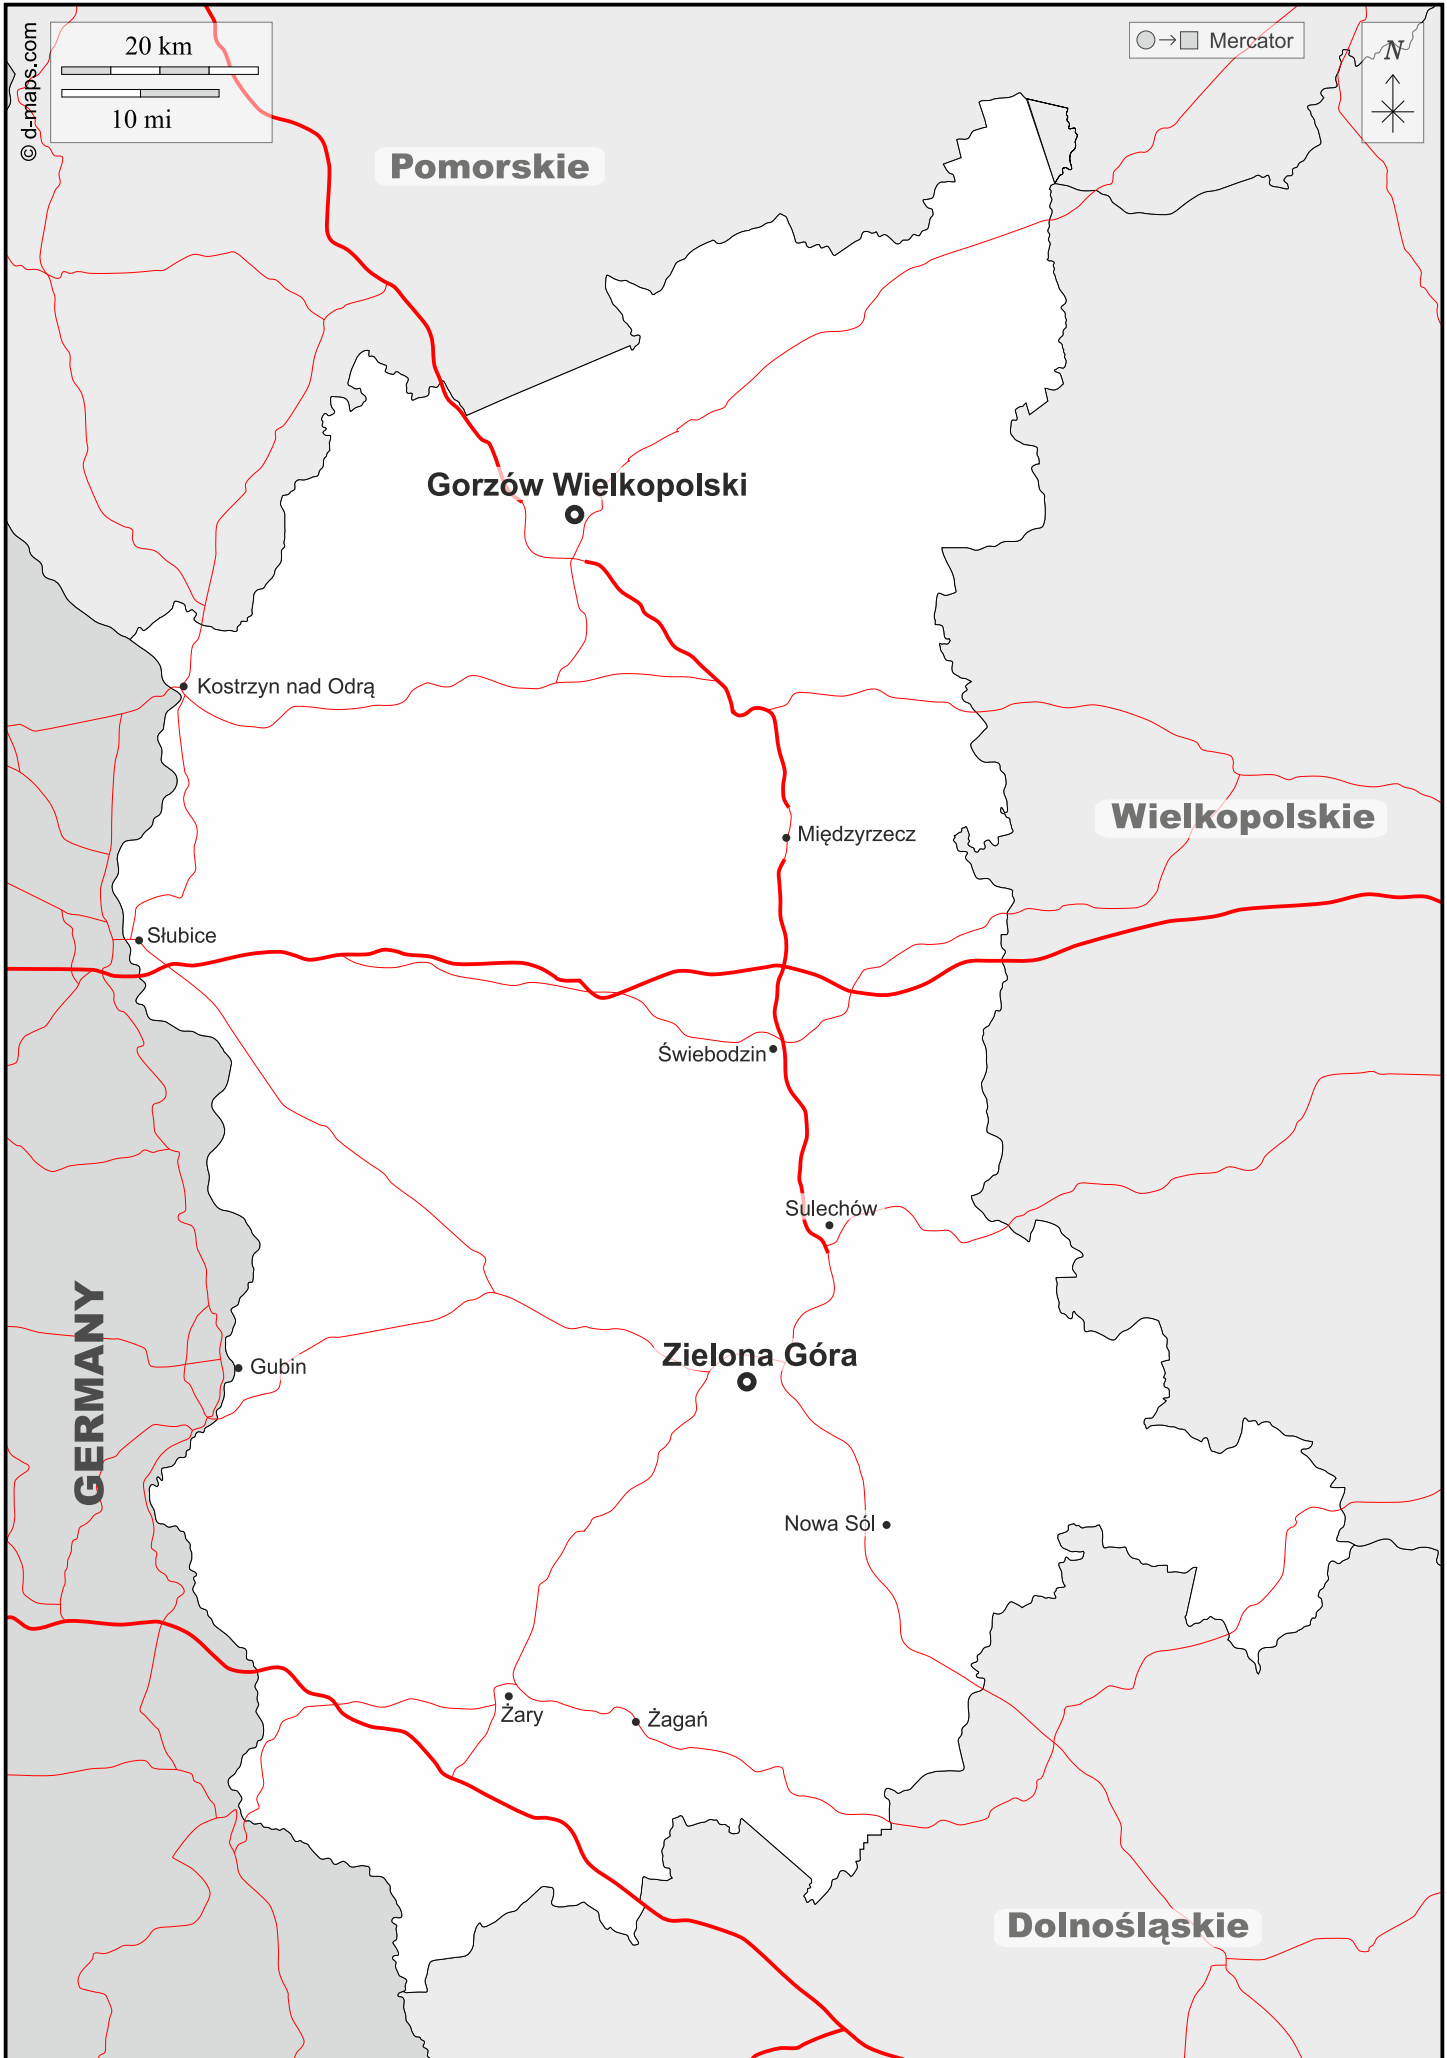 © d-maps.com
20 km
10 mi
Mercator
N
Pomorskie
Gorzów Wielkopolski
Kostrzyn nad Odrą
Wielkopolskie
Międzyrzecz
Słubice
Świebodzin
Sulechów
GERMANY
Zielona Góra
Gubin
Nowa Sól
Żary
Żagań
Dolnośląskie